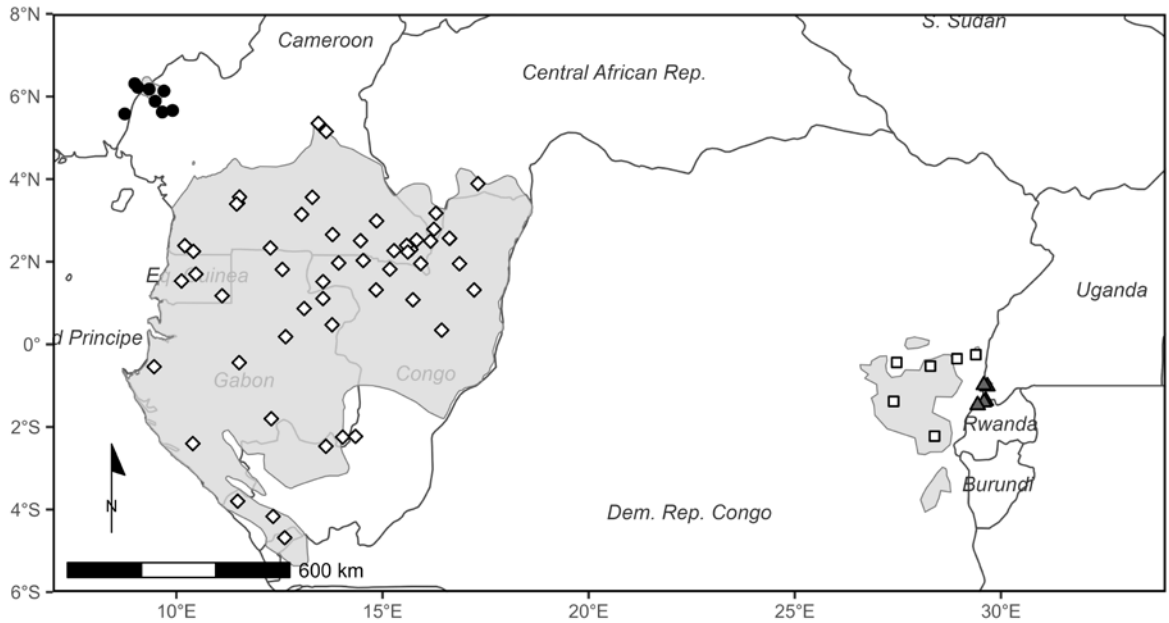 8°N
S. Sudan
Cameroon
Central African Rep.
6°N
4°N
2°N
Eq. Guinea
Uganda
d Principe
0°
Gabon
Congo
2°S
Rwanda
N
4°S
Burundi
Dem. Rep. Congo
600 km
6°S
10°E
15°E
20°E
25°E
30°E